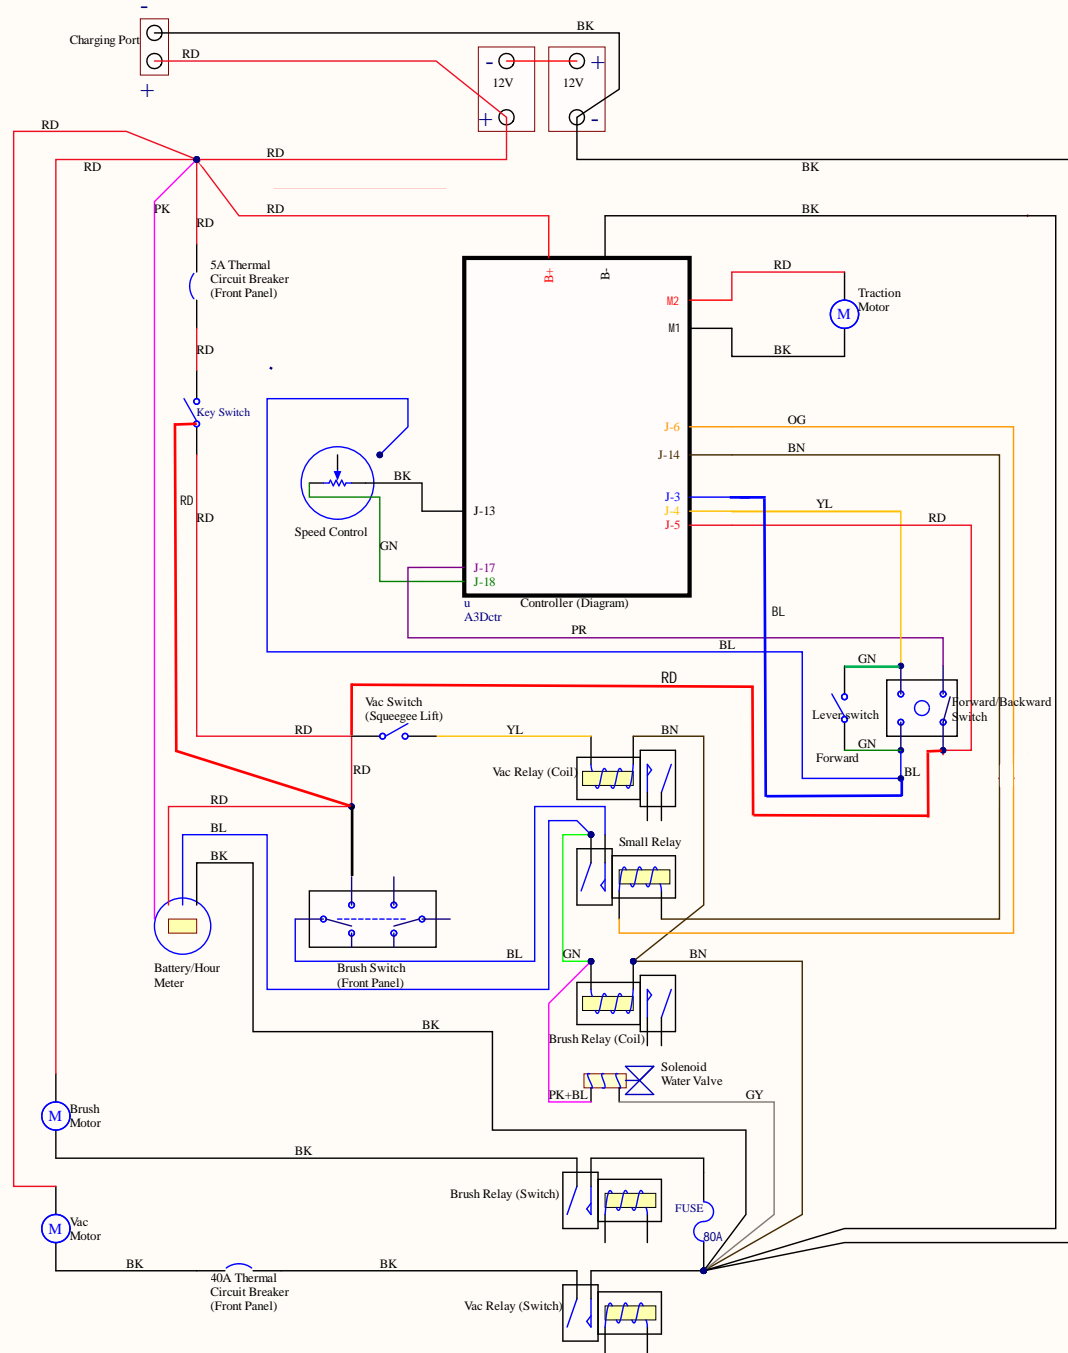 -
BK
Charging Port
RD
- +
12V 12V
+
+ -
RD
RD
RD
BK
PK
RD
RD
BK
5A Thermal
Circuit Breaker
(Front Panel)
B+
B-
RD
M2
Traction
Motor
M
M1
RD
BK
Key Switch
OG
J-6
BN
J-14
BK
RD
J-3
YL
J-4
J-13
RD
J-5
RD
Speed Control
GN
J-17
J-18
u
Controller (Diagram)
A3Dctr
BL
PR
BL
GN
RD
Vac Switch
(Squeegee Lift)
Forward/Backward
Switch
Lever switch
RD
YL
BN
GN
Forward
RD
Vac Relay (Coil)
BL
RD
BL
Small Relay
BK
M
BL
GN
BN
Battery/Hour
Meter
Brush Switch
(Front Panel)
BK
Brush Relay (Coil)
Solenoid
Water Valve
PK+BL
GY
M
Brush
Motor
BK
Brush Relay (Switch)
FUSE
80A
M
Vac
Motor
BK
BK
40A Thermal
Circuit Breaker
(Front Panel)
Vac Relay (Switch)